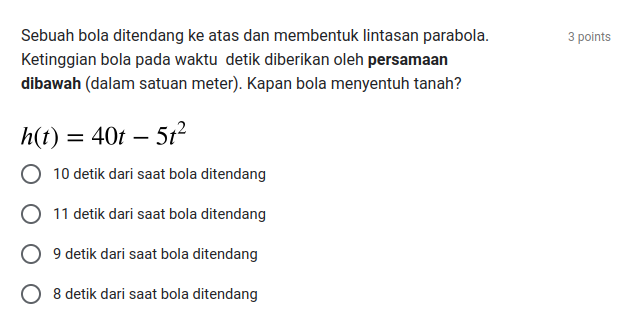 Sebuah bola ditendang ke atas dan membentuk lintasan parabola.
3 points
Ketinggian bola pada waktu detik diberikan oleh persamaan
dibawah (dalam satuan meter). Kapan bola menyentuh tanah?
h(t) = 40t − 5t²
10 detik dari saat bola ditendang
11 detik dari saat bola ditendang
9 detik dari saat bola ditendang
8 detik dari saat bola ditendang